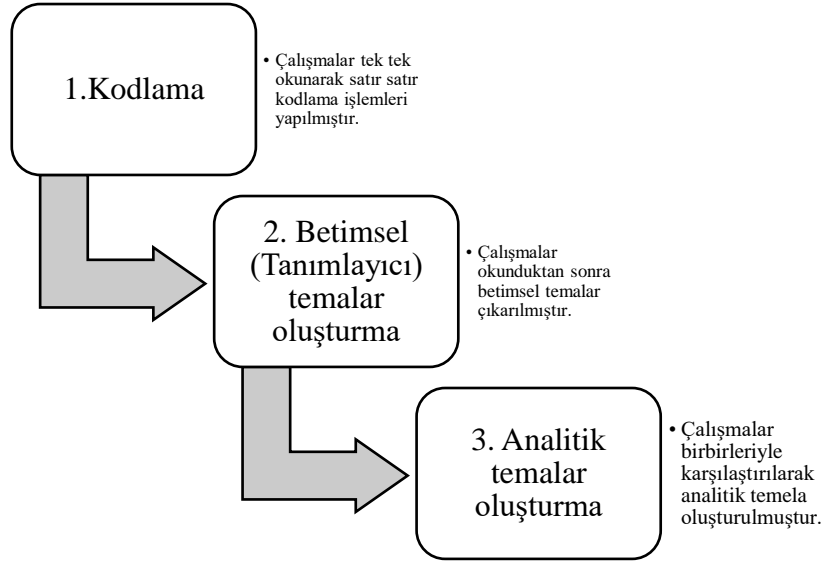 1.Kodlama
• Çalışmalar tek tek
okunarak satır satır
kodlama işlemleri
yapılmıştır.
2. Betimsel
(Tanımlayıcı)
temalar
oluşturma
• Çalışmalar
okunduktan sonra
betimsel temalar
çıkarılmıştır.
3. Analitik
temalar
oluşturma
• Çalışmalar
birbirleriyle
karşılaştırılarak
analitik temela
oluşturulmuştur.